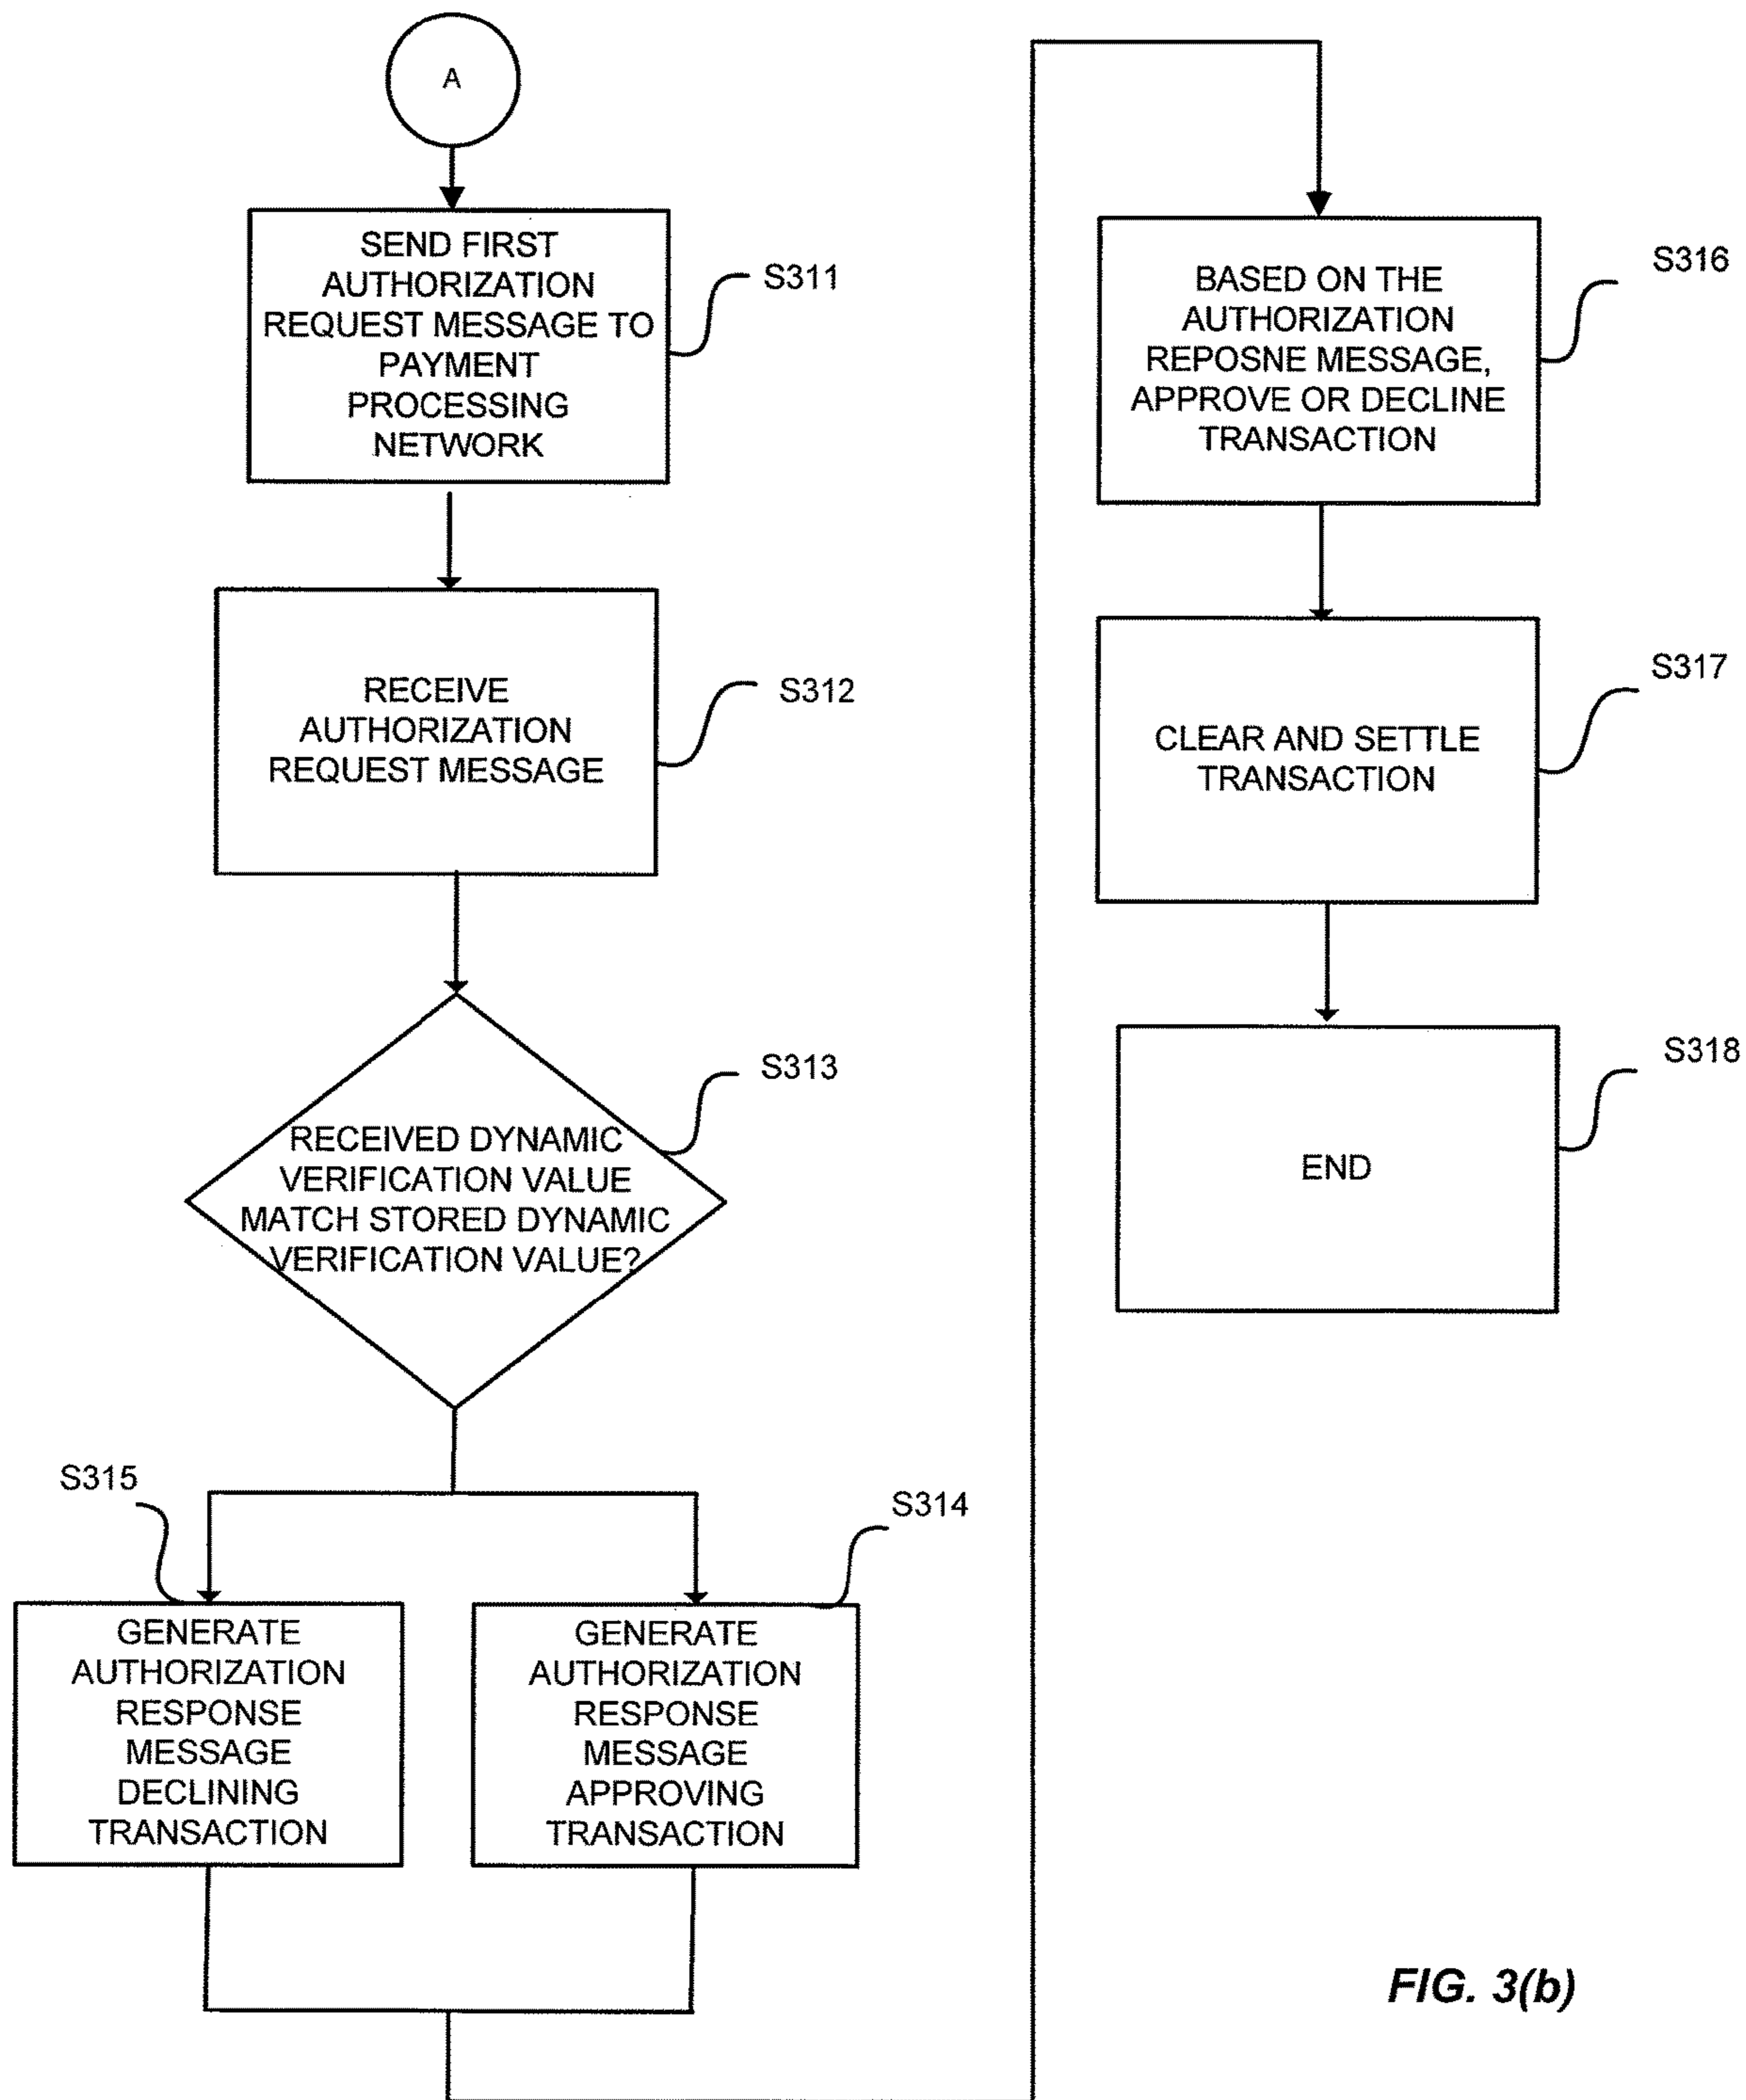 A
SEND FIRST
AUTHORIZATION
REQUEST MESSAGE TO
PAYMENT
PROCESSING
NETWORK
S311
RECEIVE
AUTHORIZATION
REQUEST MESSAGE
S312
RECEIVED DYNAMIC
VERIFICATION VALUE
MATCH STORED DYNAMIC
VERIFICATION VALUE?
S313
S315
GENERATE
AUTHORIZATION
RESPONSE
MESSAGE
DECLINING
TRANSACTION
S314
GENERATE
AUTHORIZATION
RESPONSE
MESSAGE
APPROVING
TRANSACTION
BASED ON THE
AUTHORIZATION
REPOSNE MESSAGE,
APPROVE OR DECLINE
TRANSACTION
S316
CLEAR AND SETTLE
TRANSACTION
S317
END
S318
FIG. 3(b)